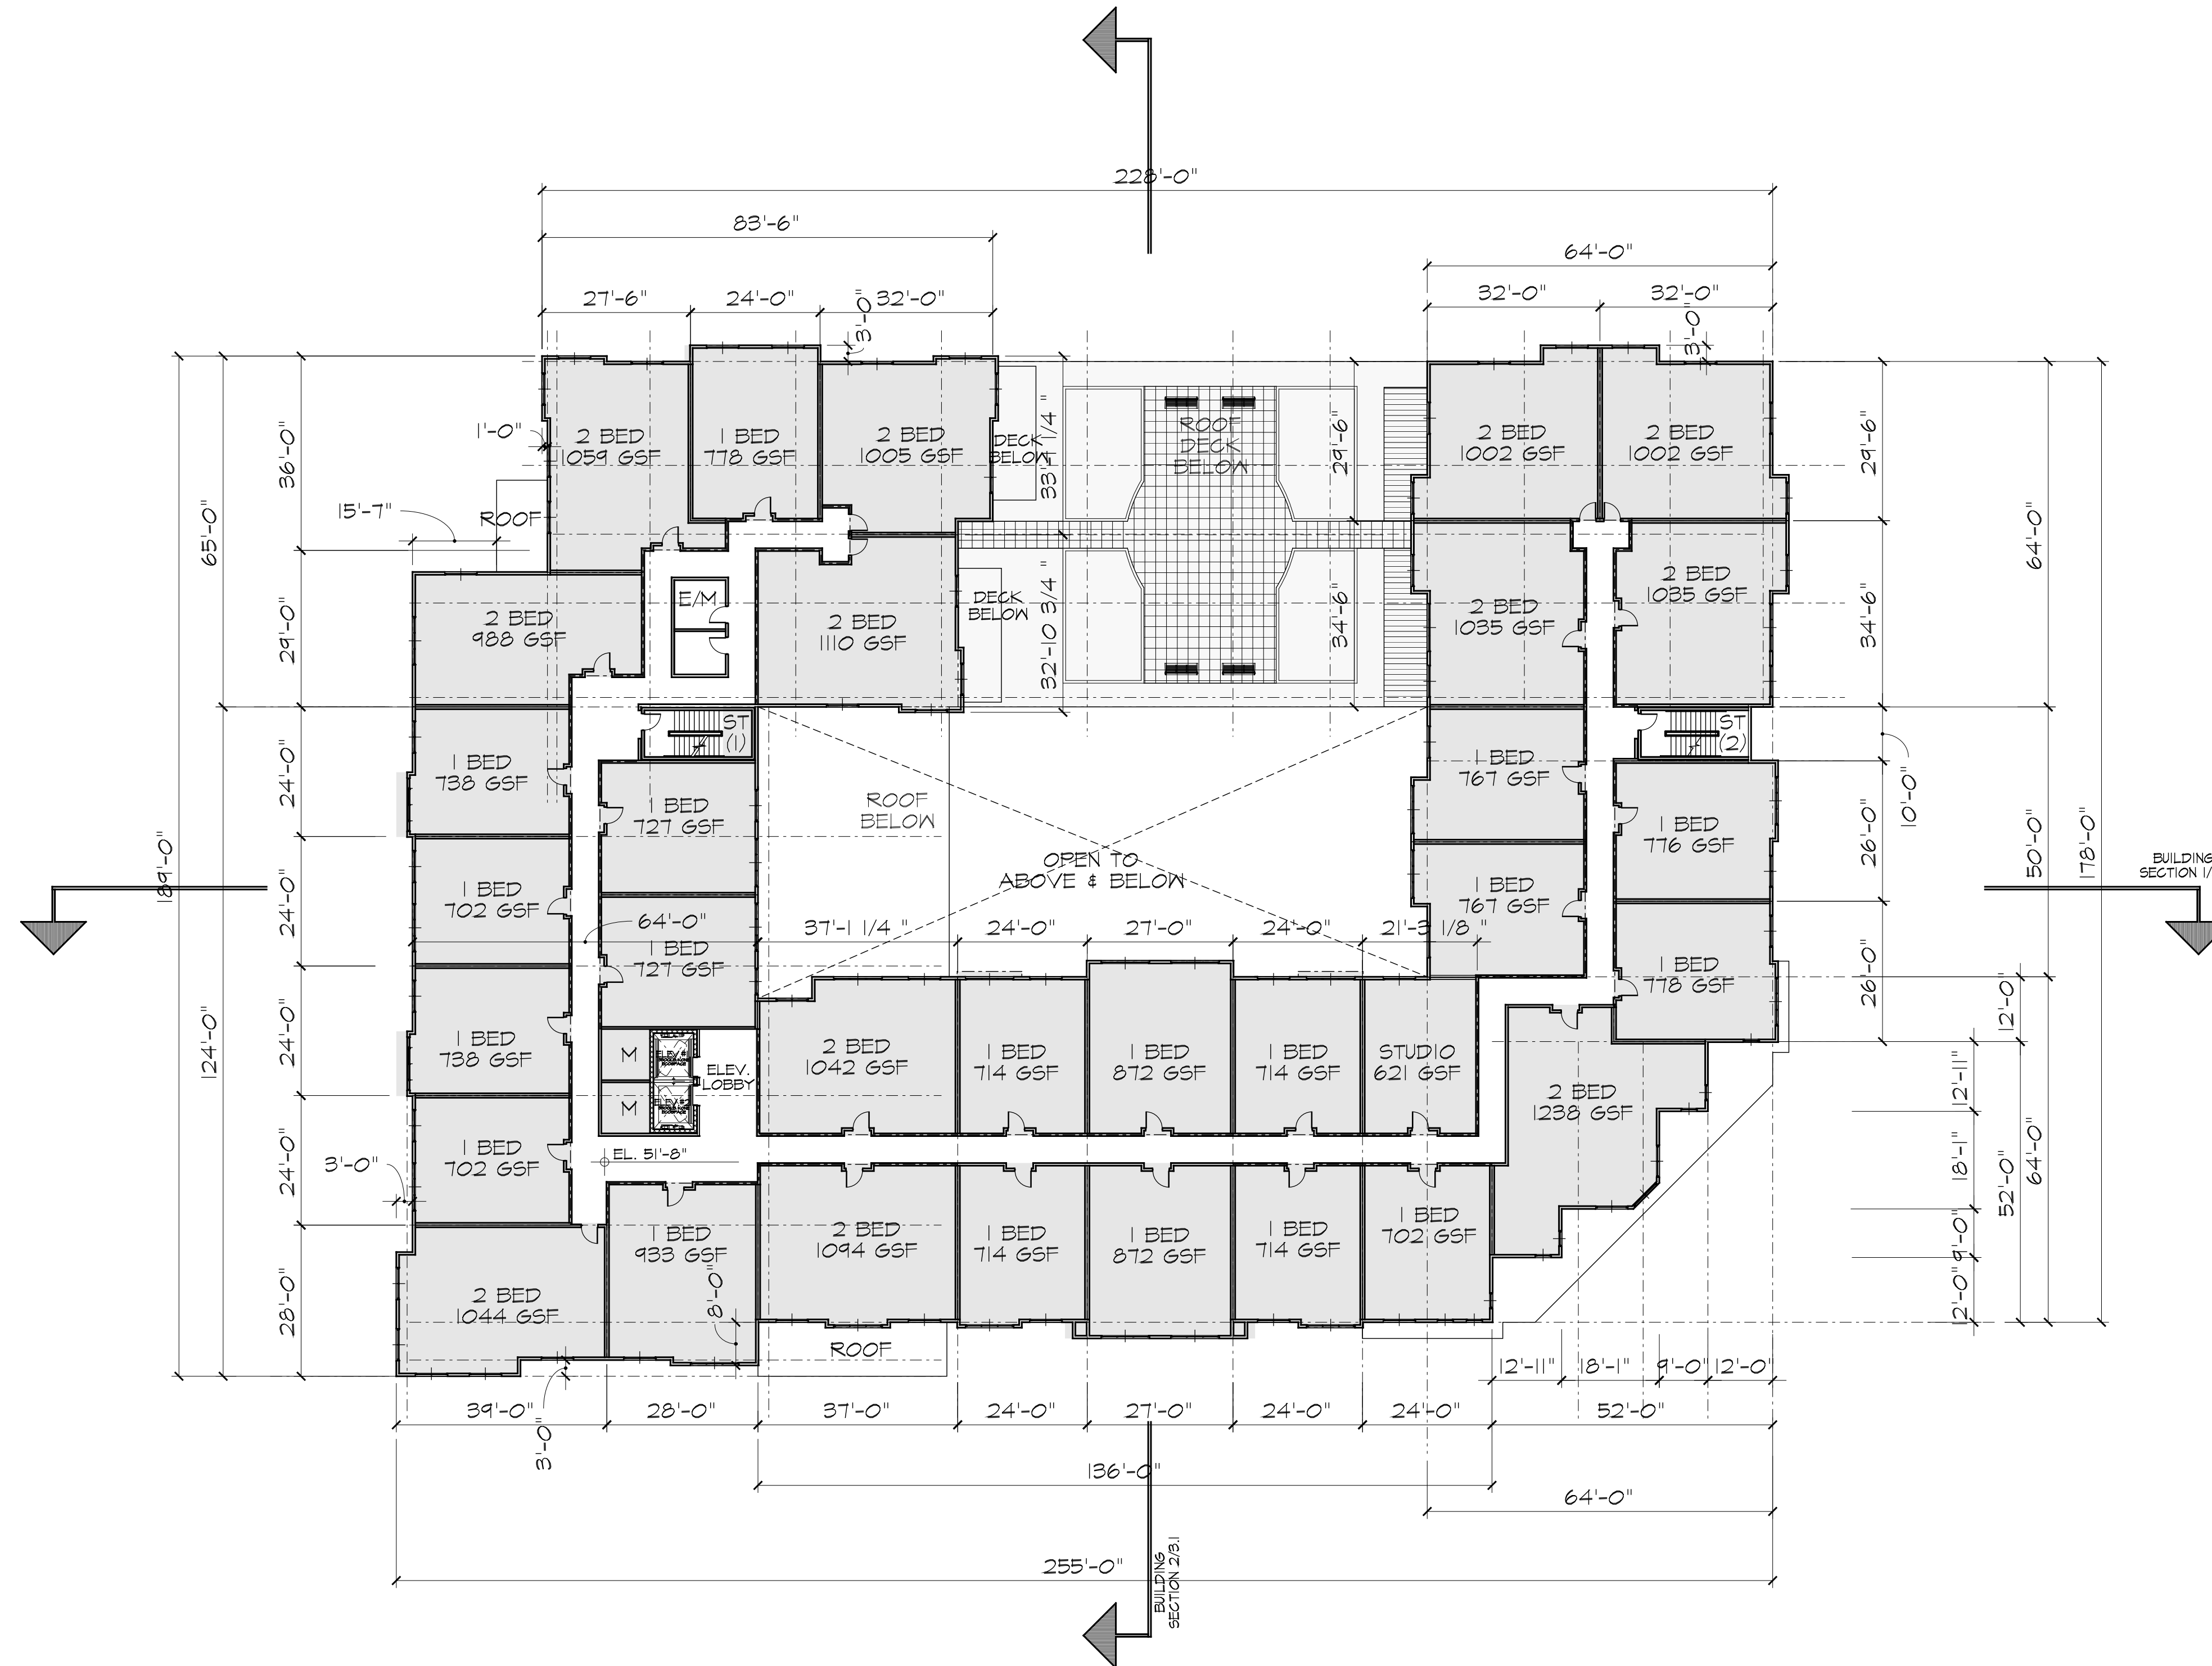 228'-0"
83'-6"
64'-0"
27'-6"
24'-0"
32'-0"
3'-0"
32'-0"
32'-0"
3'-0"
2 BED
1059 GSF
1 BED
778 GSF
2 BED
1005 GSF
DECK
BELOW
33'-1 1/4 "
ROOF
DECK
BELOW
29'-6"
2 BED
1002 GSF
2 BED
1002 GSF
29'-6"
1'-0"
36'-0"
15'-7"
ROOF
65'-0"
64'-0"
2 BED
988 GSF
29'-0"
E/M
2 BED
1110 GSF
DECK
BELOW
32'-10 3/4 "
34'-6"
2 BED
1035 GSF
2 BED
1035 GSF
34'-6"
ST
(1)
ST
(2)
10'-0"
1 BED
738 GSF
24'-0"
1 BED
727 GSF
ROOF
BELOW
OPEN TO
ABOVE & BELOW
1 BED
767 GSF
1 BED
776 GSF
26'-0"
50'-0"
178'-0"
189'-0"
BUILDING
1 BED
702 GSF
24'-0"
64'-0"
1 BED
727 GSF
37'-1 1/4 "
24'-0"
27'-0"
24'-0"
21'-3 1/8 "
1 BED
767 GSF
1 BED
778 GSF
26'-0"
12'-0"
124'-0"
1 BED
738 GSF
24'-0"
M
M
ELEV.
LOBBY
2 BED
1042 GSF
1 BED
714 GSF
1 BED
872 GSF
1 BED
714 GSF
STUDIO
621 GSF
2 BED
1238 GSF
12'-11"
18'-1"
9'-0"
12'-0"
52'-0"
64'-0"
1 BED
702 GSF
24'-0"
3'-0"
EL. 51'-8"
1 BED
933 GSF
2 BED
1094 GSF
1 BED
714 GSF
1 BED
872 GSF
1 BED
714 GSF
1 BED
702 GSF
2 BED
1044 GSF
28'-0"
8'-0"
ROOF
12'-11"
18'-1"
9'-0"
12'-0"
39'-0"
3'-0"
28'-0"
37'-0"
24'-0"
27'-0"
24'-0"
24'-0"
52'-0"
136'-0"
64'-0"
255'-0"
BUILDING
SECTION 2/3.1